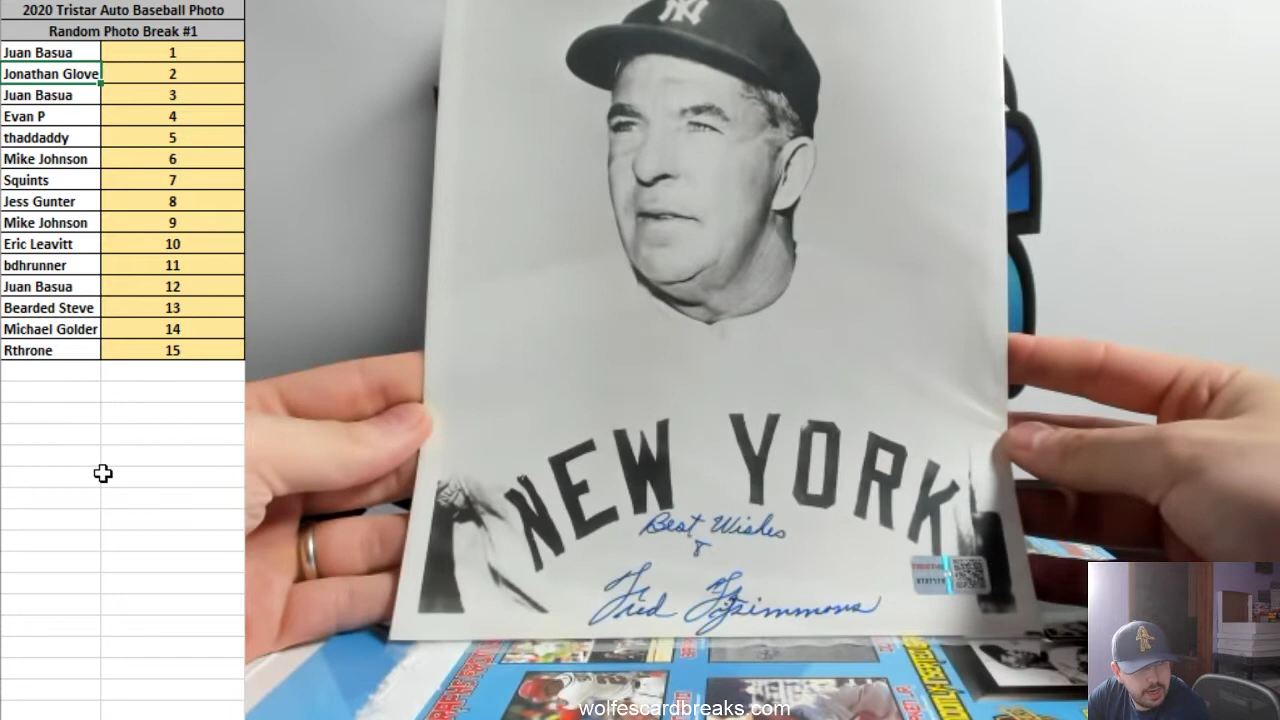 2020 Tristar Auto Baseball Photo
Random Photo Break #1
Juan Basua 1
Jonathan Glove 2
Juan Basua 3
Evan P 4
thaddaddy 5
Mike Johnson 6
Squints 7
Jess Gunter 8
Mike Johnson 9
Eric Leavitt 10
bdhrunner 11
Juan Basua 12
Bearded Steve 13
Michael Golder 14
Rthrone 15
NY
NEW YORK
Best Wishes
Fred Fitzsimmons
wolfescardbreaks.com